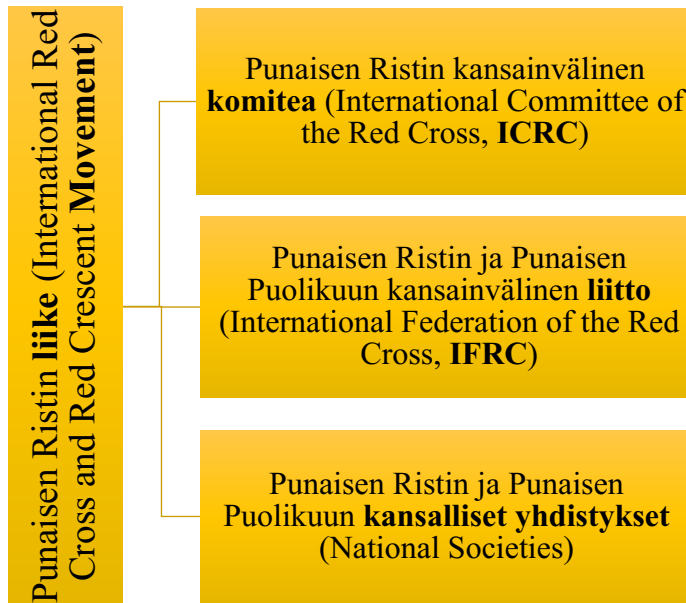 Punaisen Ristin liike (International Red
Cross and Red Crescent Movement)
Punaisen Ristin kansainvälinen
komitea (International Committee of
the Red Cross, ICRC)
Punaisen Ristin ja Punaisen
Puolikuun kansainvälinen liitto
(International Federation of the Red
Cross, IFRC)
Punaisen Ristin ja Punaisen
Puolikuun kansalliset yhdistykset
(National Societies)